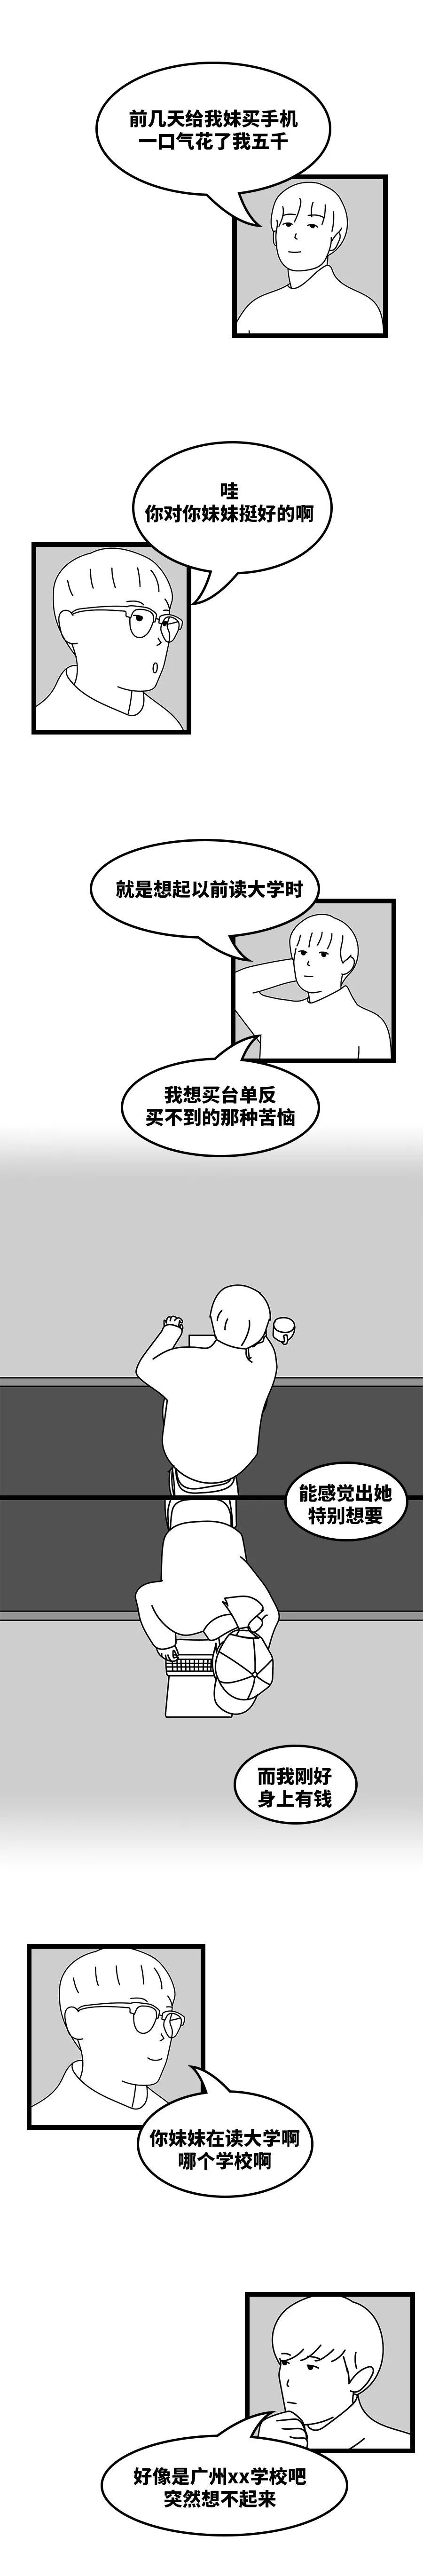 前几天给我妹买手机
一口气花了我五千
哇
你对你妹妹挺好的啊
就是想起以前读大学时
我想买台单反
买不到的那种苦恼
能感觉出她
特别想要
而我刚好
身上有钱
你妹妹在读大学啊
哪个学校啊
好像是广州xx学校吧
突然想不起来